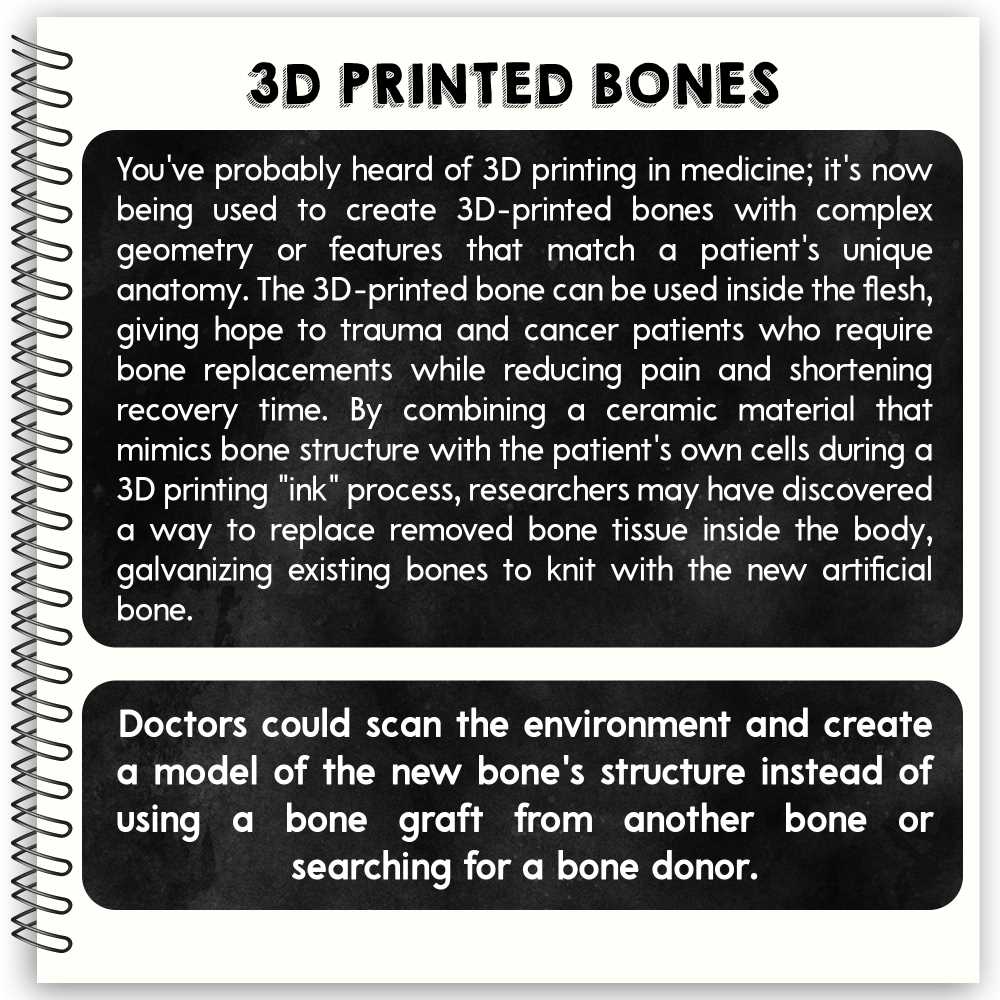 3D PRINTED BONES
You've probably heard of 3D printing in medicine; it's now
being used to create 3D-printed bones with complex
geometry or features that match a patient's unique
anatomy. The 3D-printed bone can be used inside the flesh,
giving hope to trauma and cancer patients who require
bone replacements while reducing pain and shortening
recovery time. By combining a ceramic material that
mimics bone structure with the patient's own cells during a
3D printing "ink" process, researchers may have discovered
a way to replace removed bone tissue inside the body,
galvanizing existing bones to knit with the new artificial
bone.
Doctors could scan the environment and create
a model of the new bone's structure instead of
using a bone graft from another bone or
searching for a bone donor.